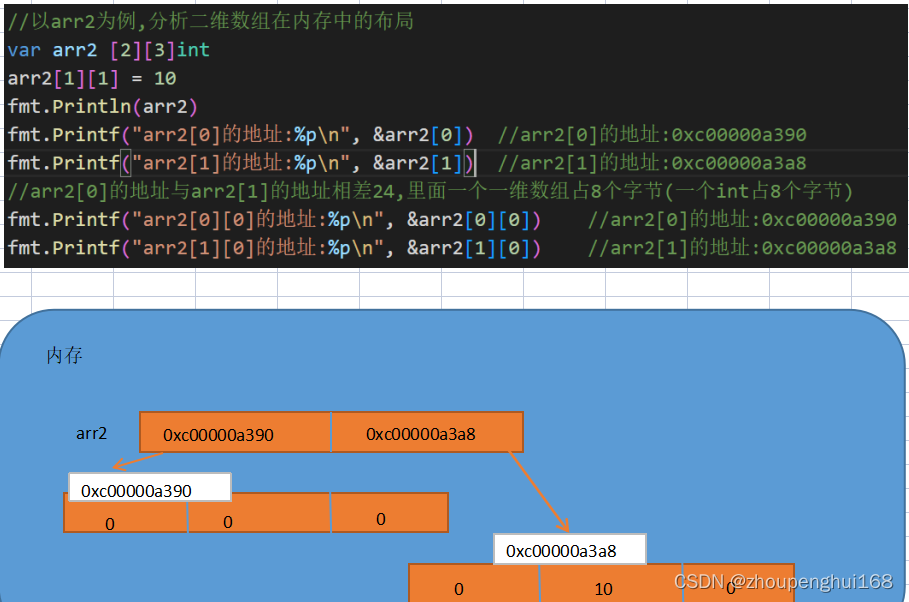 //以arr2为例,分析二维数组在内存中的布局
var arr2 [2][3]int
arr2[1][1] = 10
fmt.Println(arr2)
fmt.Printf("arr2[0]的地址:%p\n", &arr2[0])  //arr2[0]的地址:0xc00000a390
fmt.Printf("arr2[1]的地址:%p\n", &arr2[1])  //arr2[1]的地址:0xc00000a3a8
//arr2[0]的地址与arr2[1]的地址相差24,里面一个一维数组占8个字节(一个int占8个字节)
fmt.Printf("arr2[0][0]的地址:%p\n", &arr2[0][0])    //arr2[0]的地址:0xc00000a390
fmt.Printf("arr2[1][0]的地址:%p\n", &arr2[1][0])    //arr2[1]的地址:0xc00000a3a8
内存
arr2 0xc00000a390 0xc00000a3a8
0xc00000a390
0 0 0
0xc00000a3a8
0 10 0
CSDN @zhoupenghui168